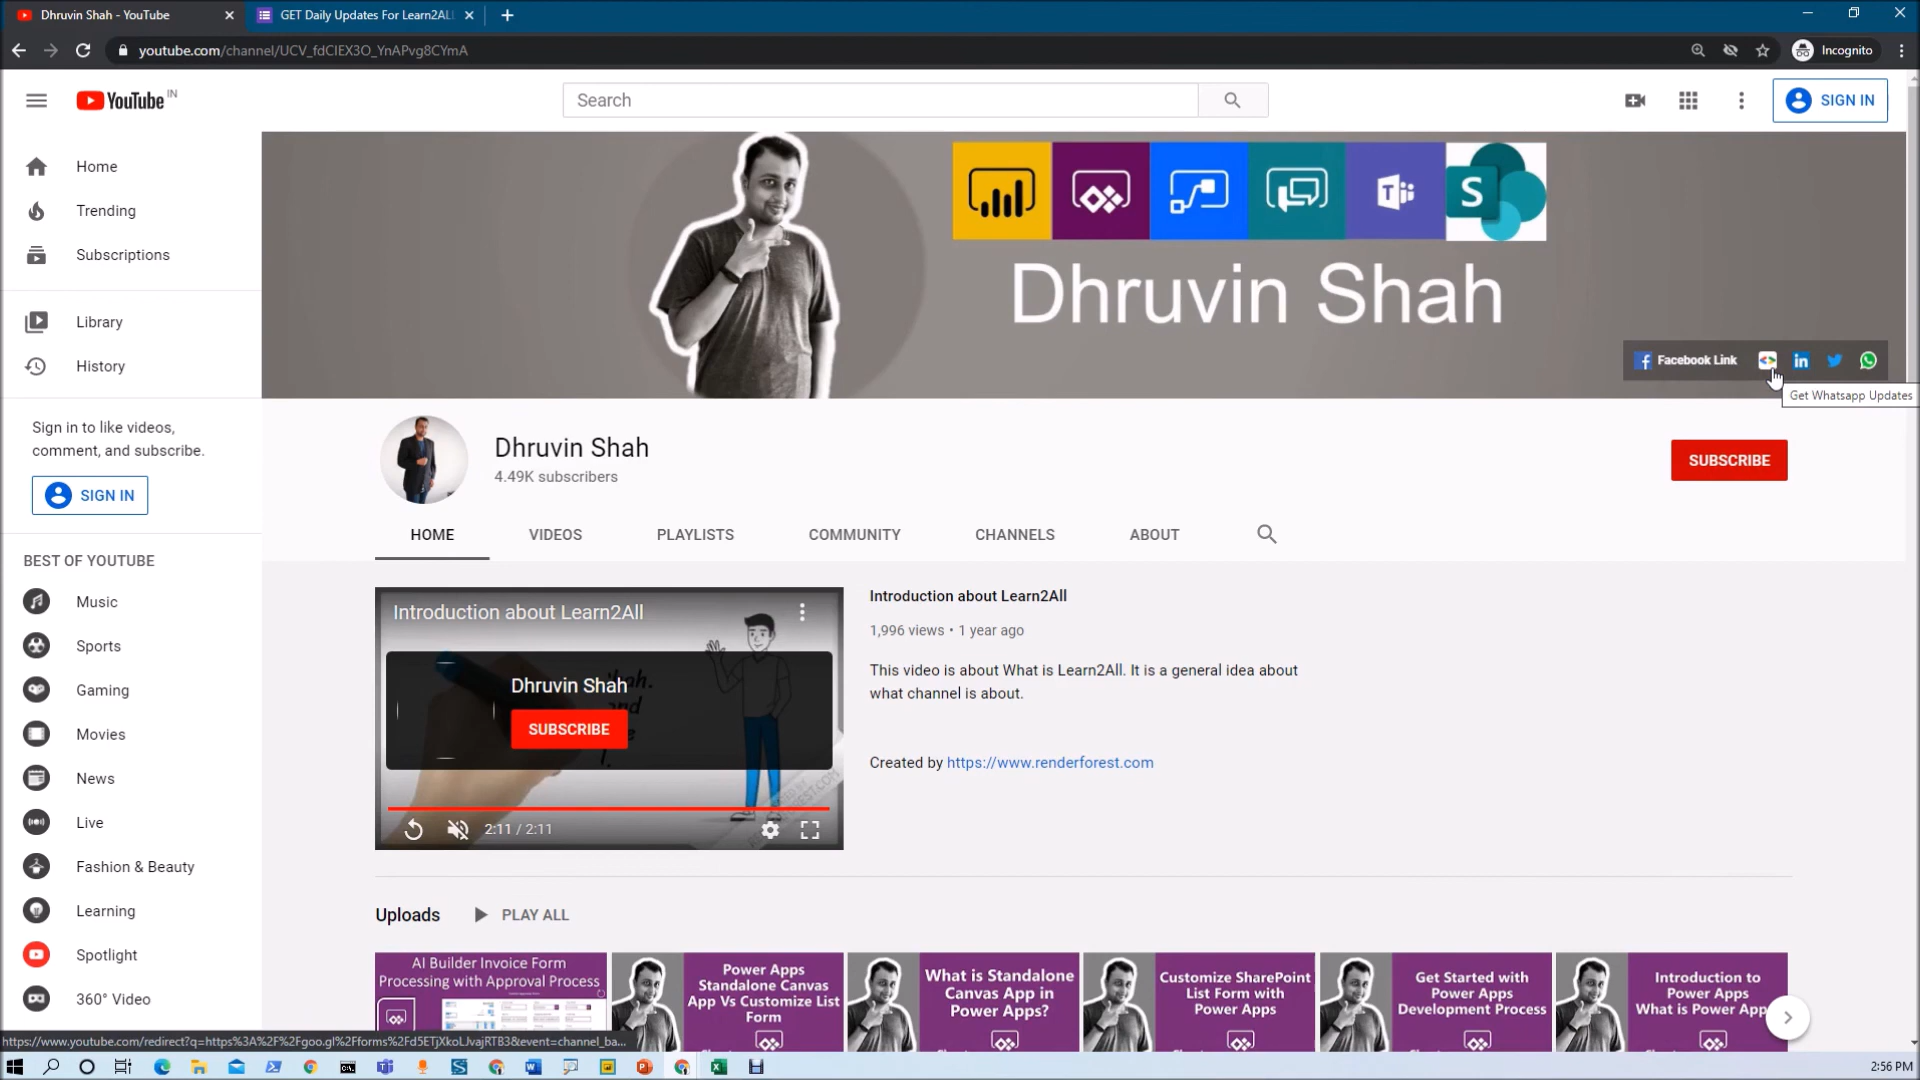 Dhruvin Shah - YouTube
GET Daily Updates For Learn2ALL
youtube.com/channel/UCV_fdCIEX3O_YnAPvg8CYmA
Incognito
YouTube IN
Search
SIGN IN
Home
Trending
Subscriptions
Library
History
Sign in to like videos,
comment, and subscribe.
SIGN IN
BEST OF YOUTUBE
Music
Sports
Gaming
Movies
News
Live
Fashion & Beauty
Learning
Spotlight
360° Video
Dhruvin Shah
Facebook Link
Get Whatsapp Updates
Dhruvin Shah
4.49K subscribers
SUBSCRIBE
HOME
VIDEOS
PLAYLISTS
COMMUNITY
CHANNELS
ABOUT
Introduction about Learn2All
Dhruvin Shah
SUBSCRIBE
2:11 / 2:11
Introduction about Learn2All
1,996 views • 1 year ago
This video is about What is Learn2All. It is a general idea about
what channel is about.
Created by https://www.renderforest.com
Uploads
PLAY ALL
AI Builder Invoice Form
Processing with Approval Process
Power Apps
Standalone Canvas
App Vs Customize List
Form
What is Standalone
Canvas App in
Power Apps?
Customize SharePoint
List Form with
Power Apps
Get Started with
Power Apps
Development Process
Introduction to
Power Apps
What is Power App
https://www.youtube.com/redirect?q=https%3A%2F%2Fgoo.gl%2Fforms%2Fd5ETjXkoLJvajRTB3&event=channel_ba...
2:56 PM